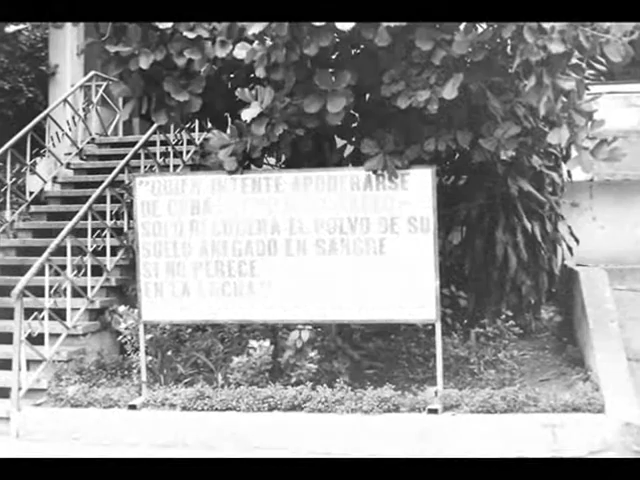 "QUIEN INTENTE APODERARSE
DE CUBA
SOLO RECOGERA EL POLVO DE SU
SUELO ANEGADO EN SANGRE
SI NO PERECE
EN LA LUCHA"